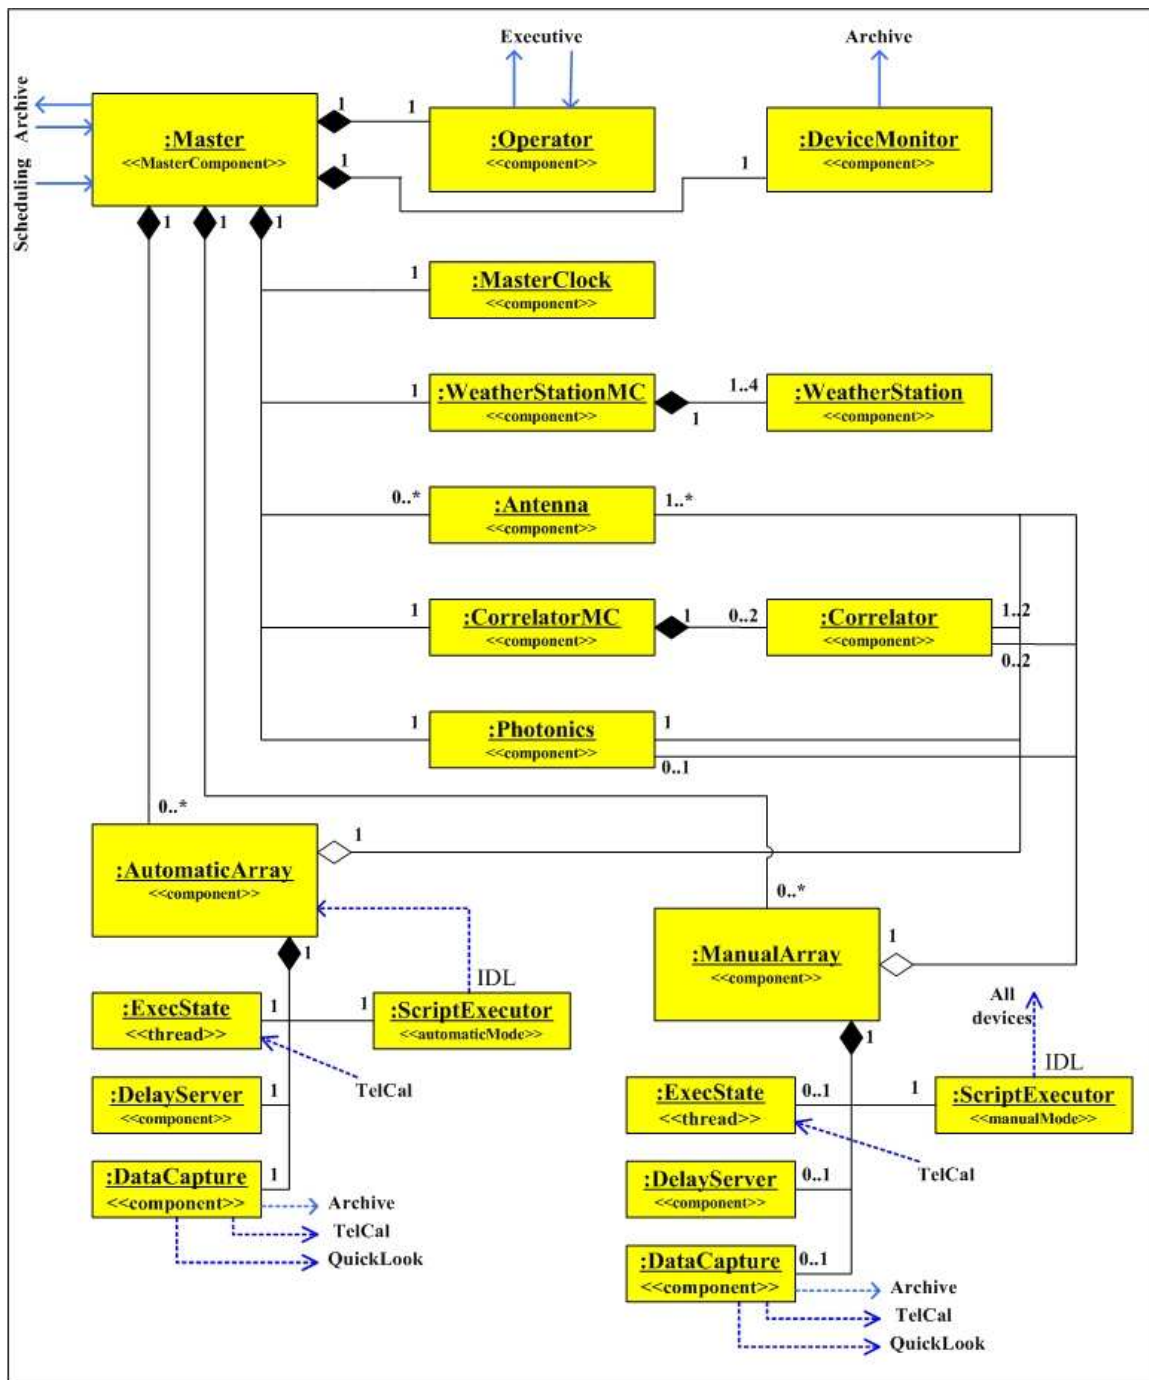 Executive
Archive
Archive
Scheduling
:Master
<<MasterComponent>>
1
1
:Operator
<<component>>
1
1
:DeviceMonitor
<<component>>
1
1
1
1
:MasterClock
<<component>>
1
:WeatherStationMC
<<component>>
1
1..4
:WeatherStation
<<component>>
0..*
:Antenna
<<component>>
1..*
1
:CorrelatorMC
<<component>>
1
0..2
:Correlator
<<component>>
1..2
0..2
1
:Photonics
<<component>>
1
0..1
0..*
:AutomaticArray
<<component>>
1
1
0..*
:ManualArray
<<component>>
1
1
IDL
:ExecState
<<thread>>
1
1
:ScriptExecutor
<<automaticMode>>
TelCal
:DelayServer
<<component>>
1
:DataCapture
<<component>>
1
Archive
TelCal
QuickLook
All
devices
IDL
:ExecState
<<thread>>
0..1
1
:ScriptExecutor
<<manualMode>>
TelCal
:DelayServer
<<component>>
0..1
:DataCapture
<<component>>
0..1
Archive
TelCal
QuickLook